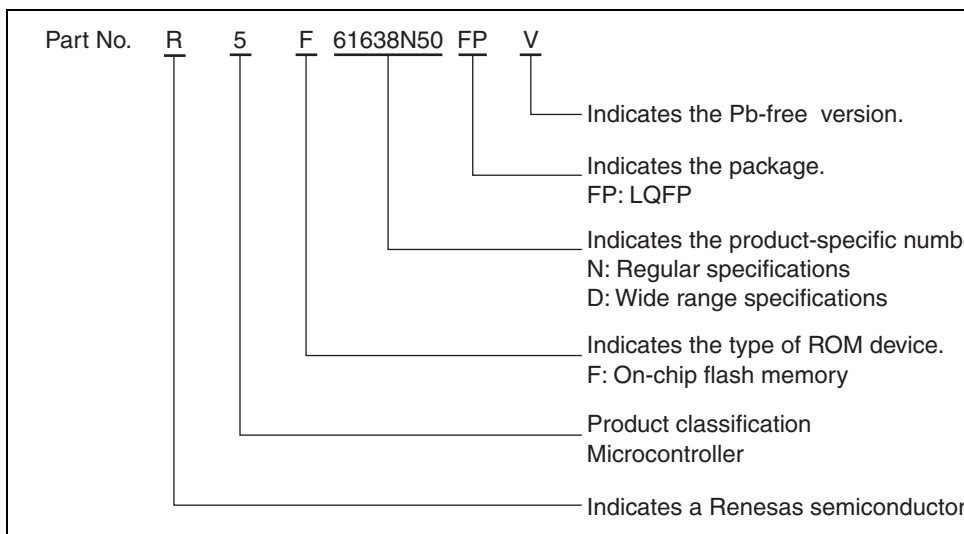 Part No. R 5 F 61638N50 FP V
Indicates the Pb-free version.
Indicates the package.
FP: LQFP
Indicates the product-specific numb
N: Regular specifications
D: Wide range specifications
Indicates the type of ROM device.
F: On-chip flash memory
Product classification
Microcontroller
Indicates a Renesas semiconductor